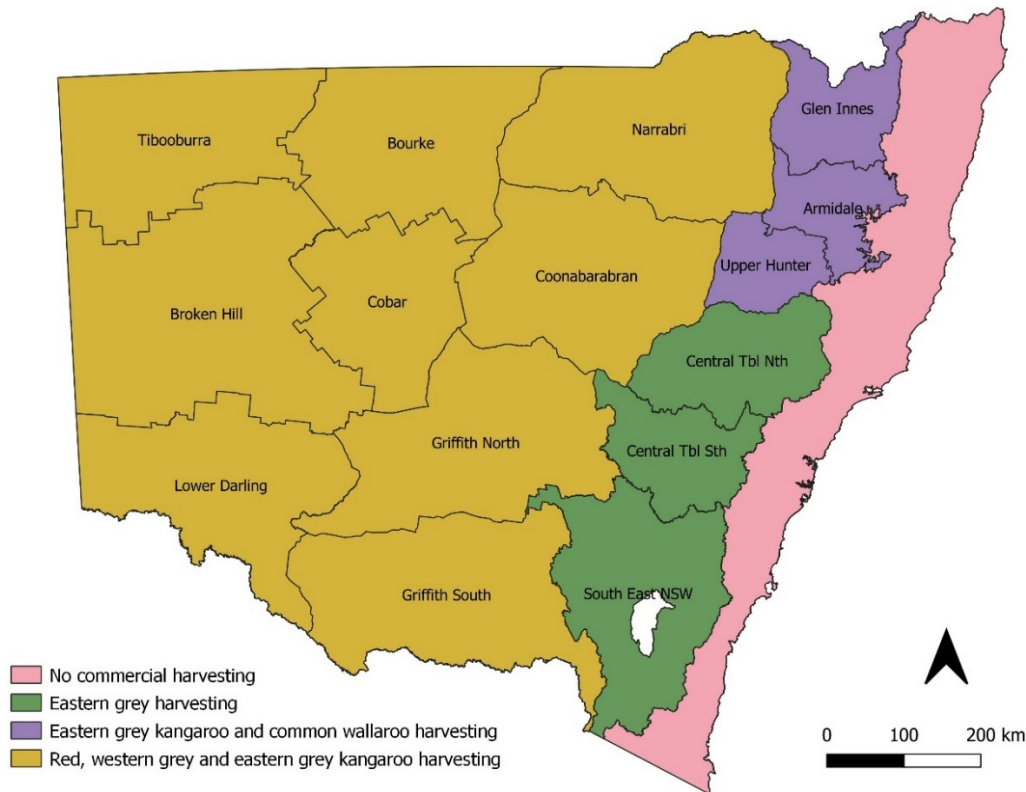 Glen Innes
Narrabri
Tibooburra
Bourke
Armidale
Upper Hunter
Coonabarabran
Cobar
Broken Hill
Central Tbl Nth
Griffith North
Central Tbl Sth
Lower Darling
South East NSW
Griffith South
No commercial harvesting
Eastern grey harvesting
Eastern grey kangaroo and common wallaroo harvesting
Red, western grey and eastern grey kangaroo harvesting
0 100 200 km